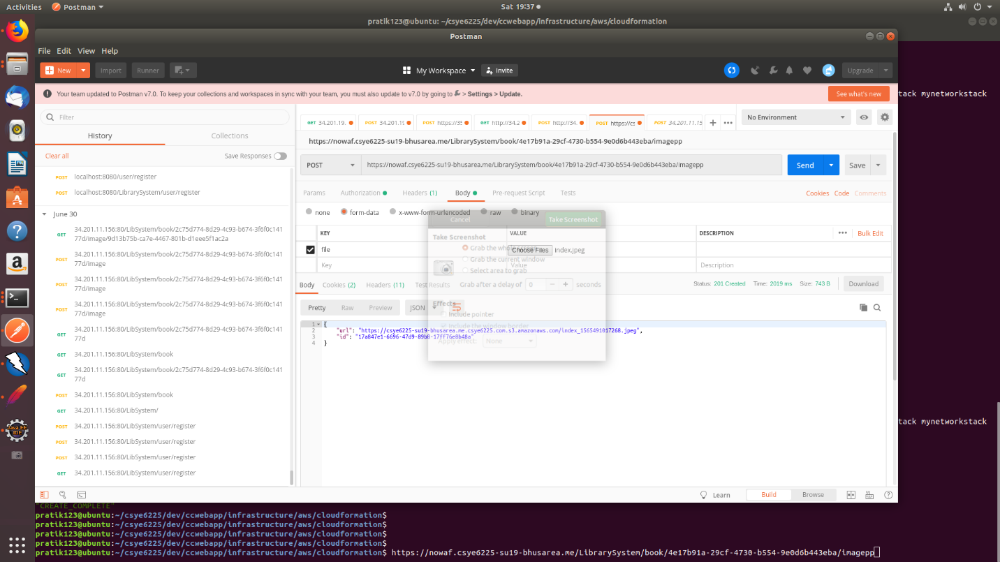 Activities Postman Sat 19:37
pratik123@ubuntu: ~/csye6225/dev/ccwebapp/infrastructure/aws/cloudformation
Postman
File Edit View Help
New Import Runner My Workspace Invite Upgrade
Your team updated to Postman v7.0. To keep your collections and workspaces in sync with your team, you must also update to v7.0 by going to > Settings > Update. See what's new
tack mynetworkstack
Filter
History Collections
Clear all Save Responses
POST localhost:8080/user/register
POST localhost:8080/LibrarySystem/user/register
June 30
GET 34.201.11.156:80/LibSystem/book/2c75d774-8d29-4c93-b674-3f6f0c141
77d/image/9d13b75b-ca7e-4467-801b-d1eee5f1ac2a
POST 34.201.11.156:80/LibSystem/book/2c75d774-8d29-4c93-b674-3f6f0c141
77d/image
POST 34.201.11.156:80/LibSystem/book/2c75d774-8d29-4c93-b674-3f6f0c141
77d/image
POST 34.201.11.156:80/LibSystem/book/2c75d774-8d29-4c93-b674-3f6f0c141
77d/image
GET 34.201.11.156:80/LibSystem/book/2c75d774-8d29-4c93-b674-3f6f0c141
77d
GET 34.201.11.156:80/LibSystem/book
GET 34.201.11.156:80/LibSystem/book/2c75d774-8d29-4c93-b674-3f6f0c141
77d
POST 34.201.11.156:80/LibSystem/book
GET 34.201.11.156:80/LibSystem/
POST 34.201.11.156:80/LibSystem/user/register
POST 34.201.11.156:80/LibSystem/user/register
POST 34.201.11.156:80/LibSystem/user/register
GET 34.201.11.156:80/LibSystem/user/register
GET 34.201.19. POST 34.201.19 POST https://35 GET http://34.2 POST http://34. POST https://cs POST 34.201.11.15 No Environment
https://nowaf.csye6225-su19-bhusarea.me/LibrarySystem/book/4e17b91a-29cf-4730-b554-9e0d6b443eba/imagepp
POST https://nowaf.csye6225-su19-bhusarea.me/LibrarySystem/book/4e17b91a-29cf-4730-b554-9e0d6b443eba/imagepp Send Save
Params Authorization Headers (1) Body Pre-request Script Tests Cookies Code Comments
none form-data x-www-form-urlencoded raw binary
Cancel Take Screenshot
KEY VALUE DESCRIPTION Bulk Edit
Take Screenshot
Grab the who
file Choose Files index.jpeg
Grab the current window
Key Value Description
Select area to grab
Body Cookies (2) Headers (11) Test Results Status: 201 Created Time: 2019 ms Size: 743 B Download
Grab after a delay of 0 seconds
Effects
Pretty Raw Preview JSON
Include pointer
Include the window border
1 {
2 "url": "https://csye6225-su19-bhusarea.me.csye6225.com.s3.amazonaws.com/index_1565491017268.jpeg",
3 "id": "17a847e1-6696-47d9-89b8-17ff76e8b48a"
4 }
Apply effect: None
Java EE
IDE
tack mynetworkstack
Learn Build Browse
"CREATE_COMPLETE"
pratik123@ubuntu:~/csye6225/dev/ccwebapp/infrastructure/aws/cloudformation$
pratik123@ubuntu:~/csye6225/dev/ccwebapp/infrastructure/aws/cloudformation$
pratik123@ubuntu:~/csye6225/dev/ccwebapp/infrastructure/aws/cloudformation$
pratik123@ubuntu:~/csye6225/dev/ccwebapp/infrastructure/aws/cloudformation$
pratik123@ubuntu:~/csye6225/dev/ccwebapp/infrastructure/aws/cloudformation$ https://nowaf.csye6225-su19-bhusarea.me/LibrarySystem/book/4e17b91a-29cf-4730-b554-9e0d6b443eba/imagepp